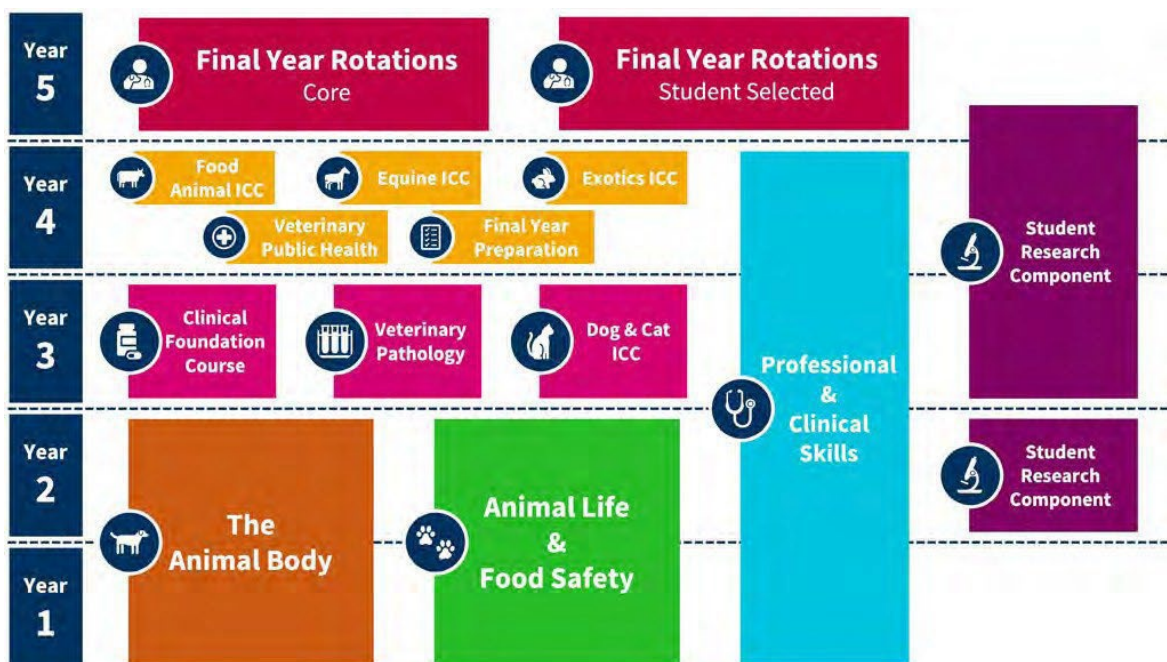 Year
5
Final Year Rotations
Core
Final Year Rotations
Student Selected
Year
4
Food
Animal ICC
Equine ICC
Exotics ICC
Veterinary
Public Health
Final Year
Preparation
Student
Research
Component
Year
3
Clinical
Foundation
Course
Veterinary
Pathology
Dog & Cat
ICC
Professional
&
Clinical
Skills
Year
2
The
Animal Body
Animal Life
&
Food Safety
Student
Research
Component
Year
1